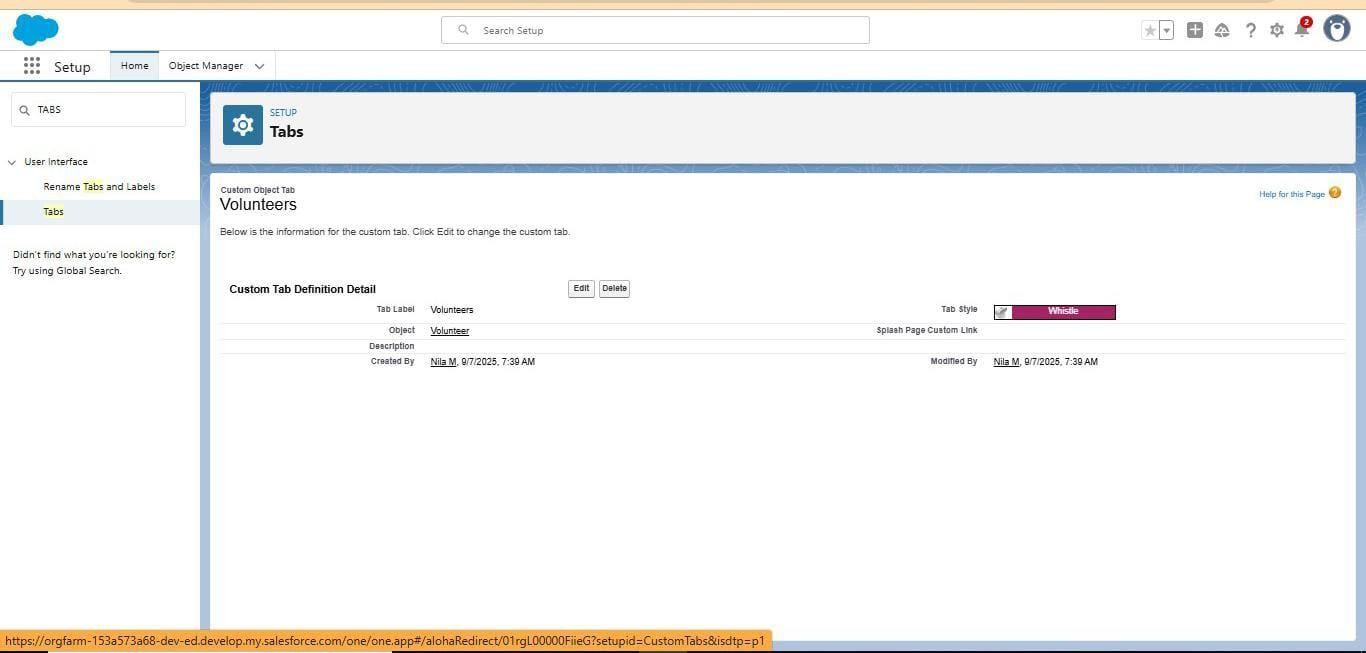 Search Setup
2
Setup
Home
Object Manager
TABS
User Interface
Rename Tabs and Labels
Tabs
Didn't find what you're looking for?
Try using Global Search.
SETUP
Tabs
Custom Object Tab
Volunteers
Help for this Page
Below is the information for the custom tab. Click Edit to change the custom tab.
Custom Tab Definition Detail Edit Delete
Tab Label Volunteers Tab Style Whistle
Object Volunteer Splash Page Custom Link
Description
Created By Nila M, 9/7/2025, 7:39 AM Modified By Nila M, 9/7/2025, 7:39 AM
https://orgfarm-153a573a68-dev-ed.develop.my.salesforce.com/one/one.app#/alohaRedirect/01rgL00000FiieG?setupid=CustomTabs&isdtp=p1